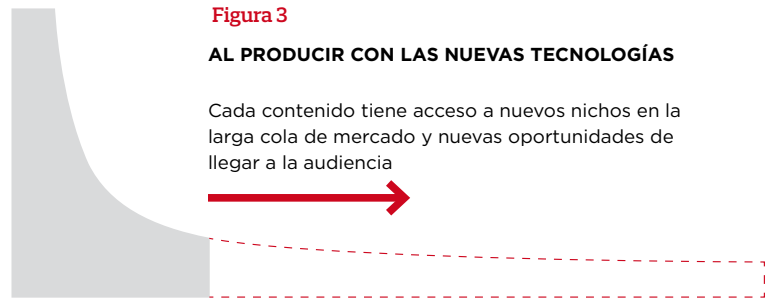 Figura 3
AL PRODUCIR CON LAS NUEVAS TECNOLOGÍAS
Cada contenido tiene acceso a nuevos nichos en la
larga cola de mercado y nuevas oportunidades de
llegar a la audiencia